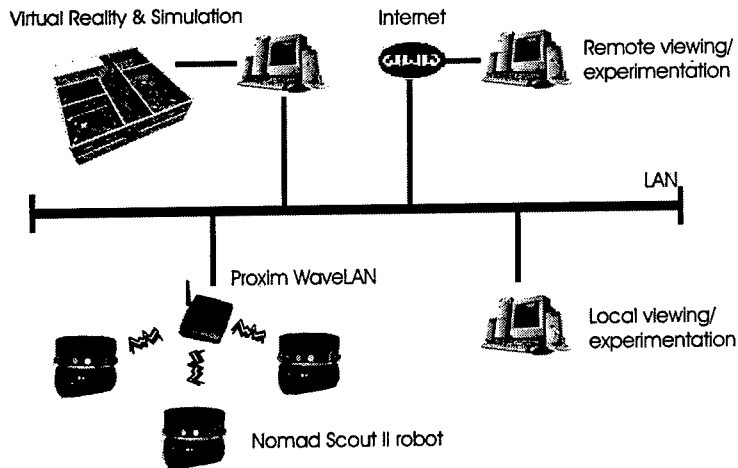 Virtual Reality & Simulation
Internet
Remote viewing/
experimentation
LAN
Proxim WaveLAN
Local viewing/
experimentation
Nomad Scout II robot